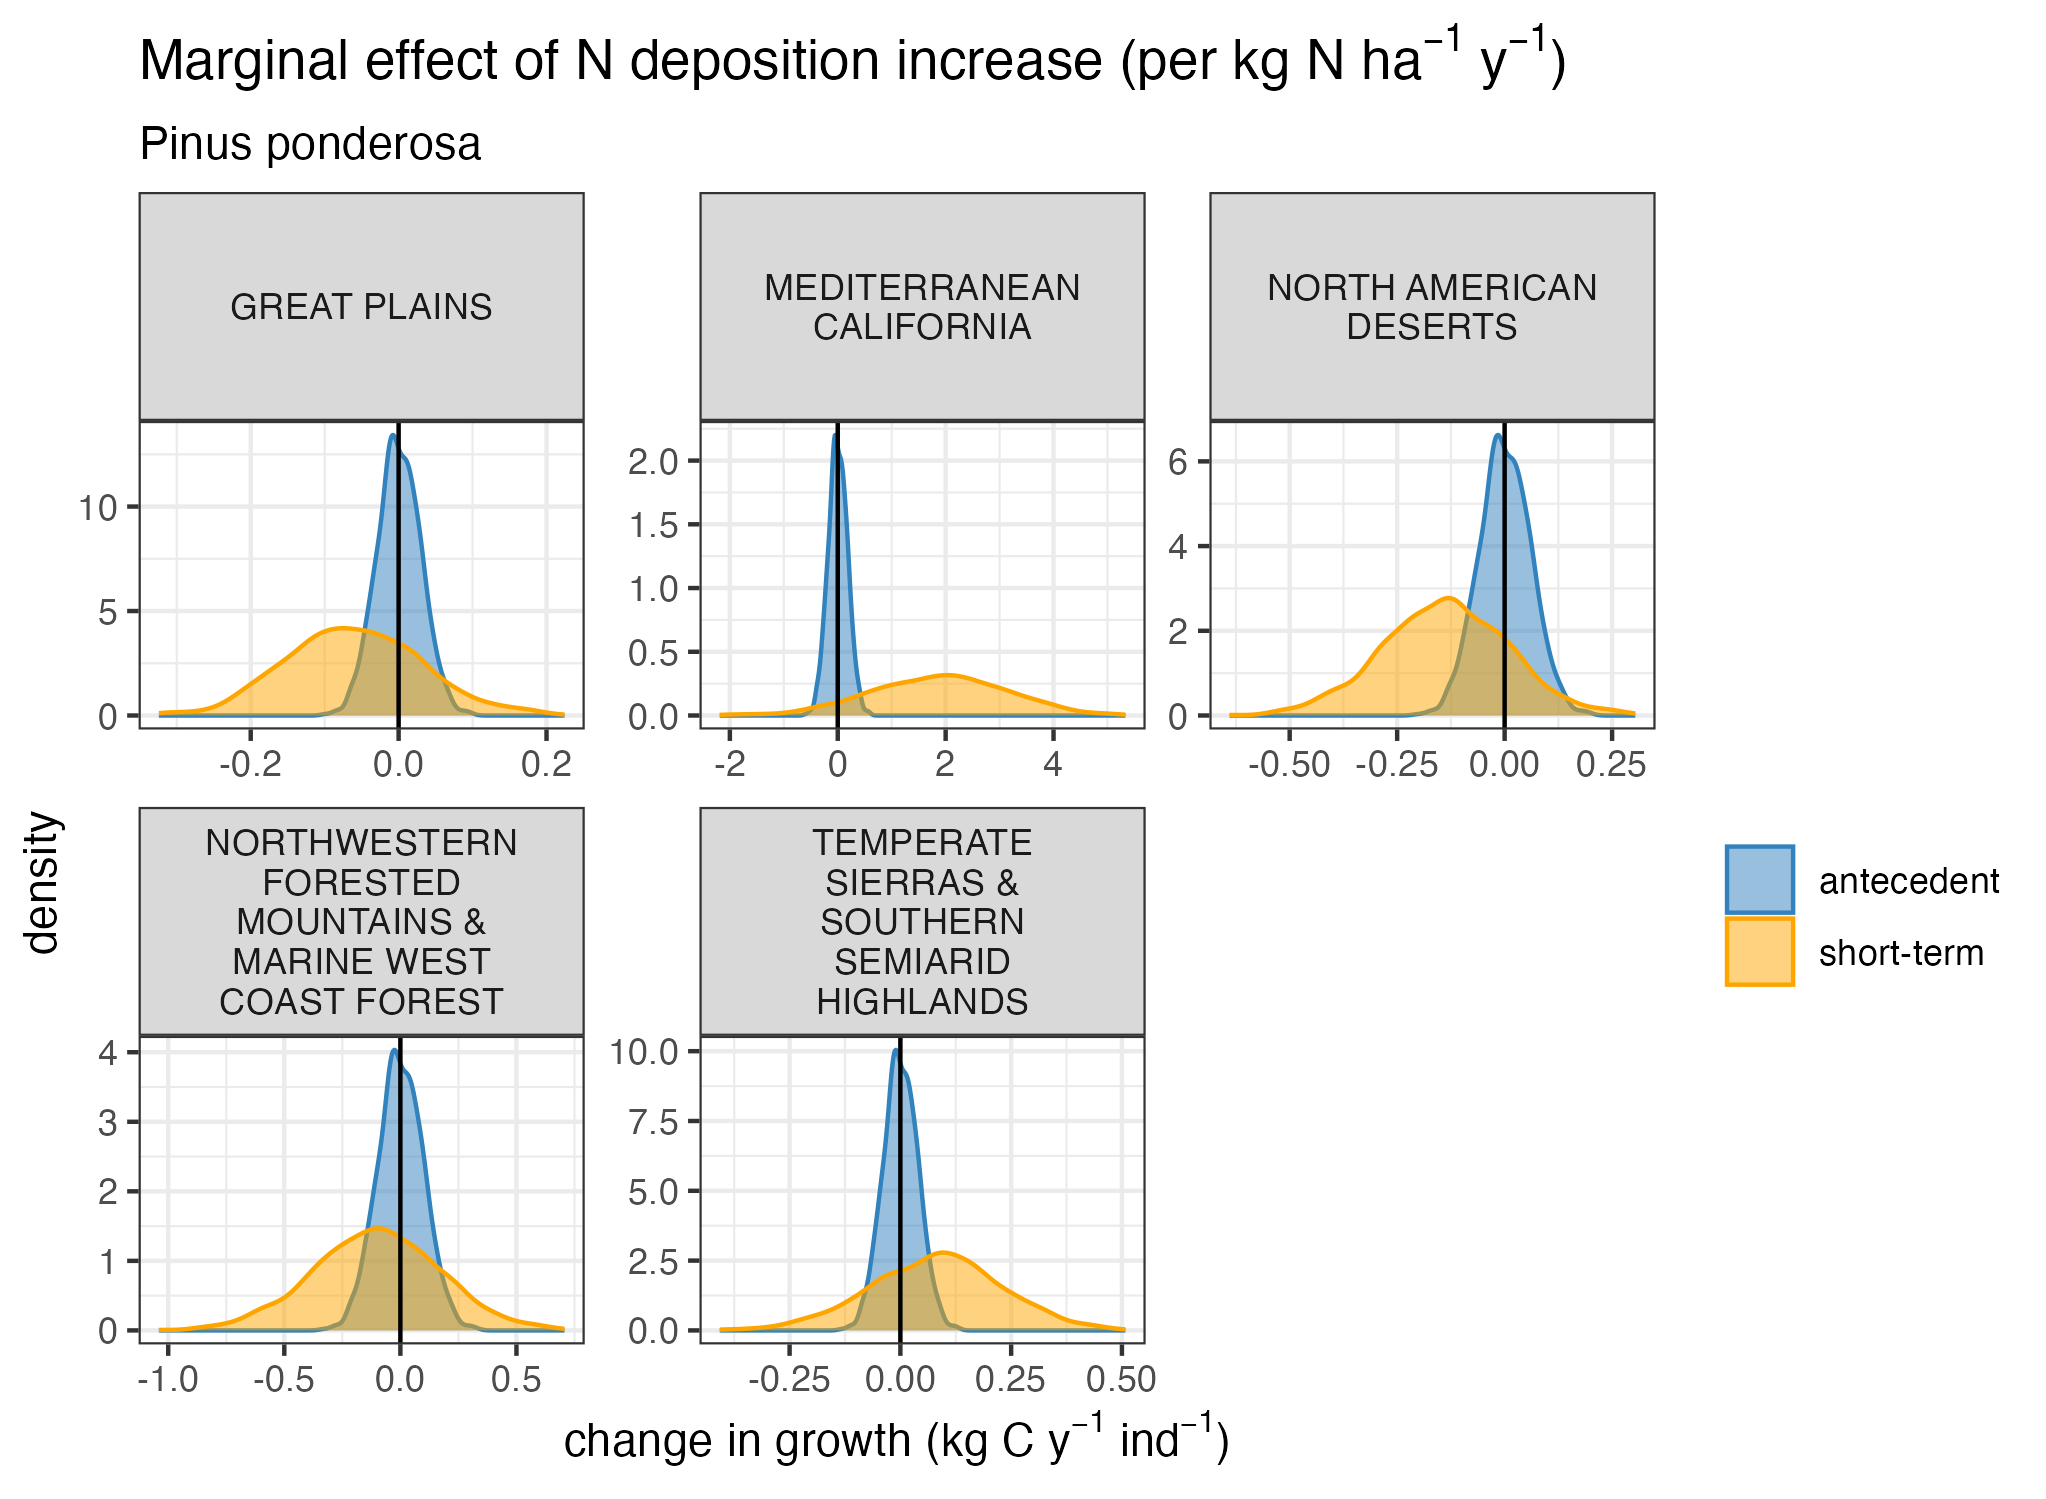 Marginal effect of N deposition increase (per kg N ha⁻¹ y⁻¹)
Pinus ponderosa
GREAT PLAINS
MEDITERRANEAN
CALIFORNIA
NORTH AMERICAN
DESERTS
10
5
0
-0.2 0.0 0.2
2.0
1.5
1.0
0.5
0.0
-2 0 2 4
6
4
2
0
-0.50 -0.25 0.00 0.25
density
NORTHWESTERN
FORESTED
MOUNTAINS &
MARINE WEST
COAST FOREST
TEMPERATE
SIERRAS &
SOUTHERN
SEMIARID
HIGHLANDS
4
3
2
1
0
-1.0 -0.5 0.0 0.5
10.0
7.5
5.0
2.5
0.0
-0.25 0.00 0.25 0.50
change in growth (kg C y⁻¹ ind⁻¹)
antecedent
short-term